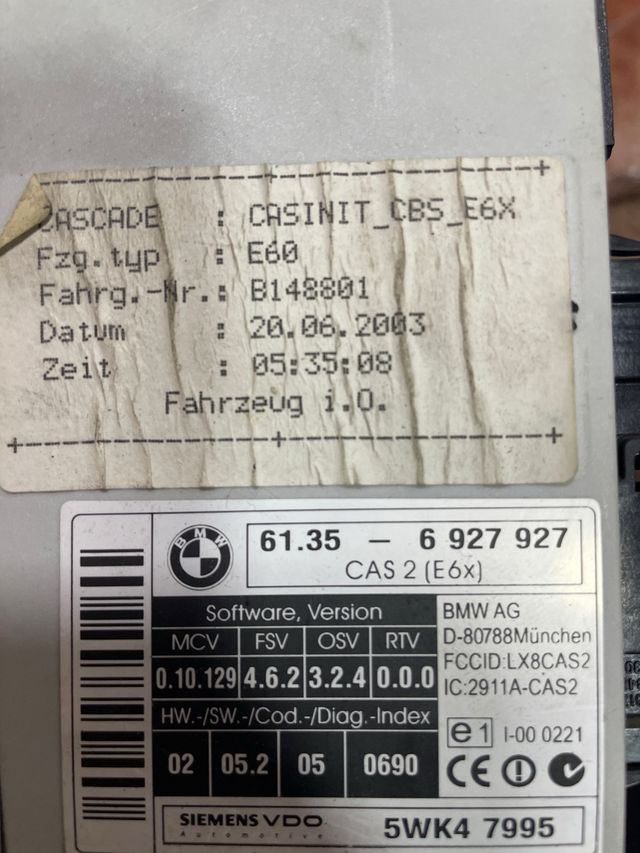 +------------------+------------------+
CASCADE : CASINIT_CBS_E6X
Fzg.typ : E60
Fahrg.-Nr.: B148801
Datum : 20.06.2003
Zeit : 05:35:08
Fahrzeug i.O.
+------------------+------------------+
BMW
61.35 – 6 927 927
CAS 2 (E6x)
Software, Version
MCV FSV OSV RTV
0.10.129 4.6.2 3.2.4 0.0.0
HW.-/SW.-/Cod.-/Diag.-Index
02 05.2 05 0690
BMW AG
D-80788München
FCCID:LX8CAS2
IC:2911A-CAS2
e1 I-00 0221
CE
SIEMENS VDO
Automotive
5WK4 7995